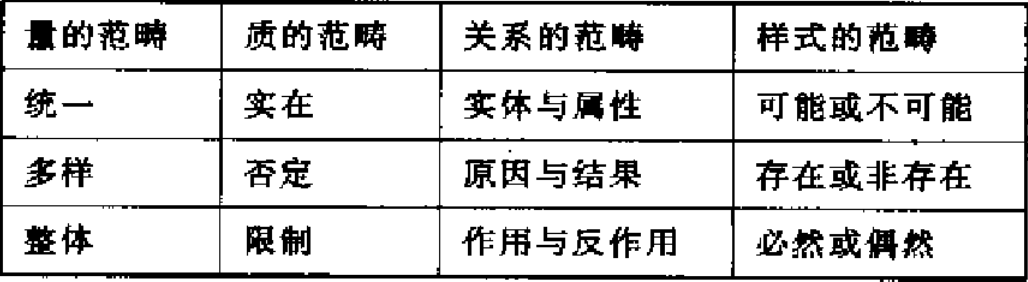 量的范畴 质的范畴 关系的范畴 样式的范畴
统一 实在 实体与属性 可能或不可能
多样 否定 原因与结果 存在或非存在
整体 限制 作用与反作用 必然或偶然